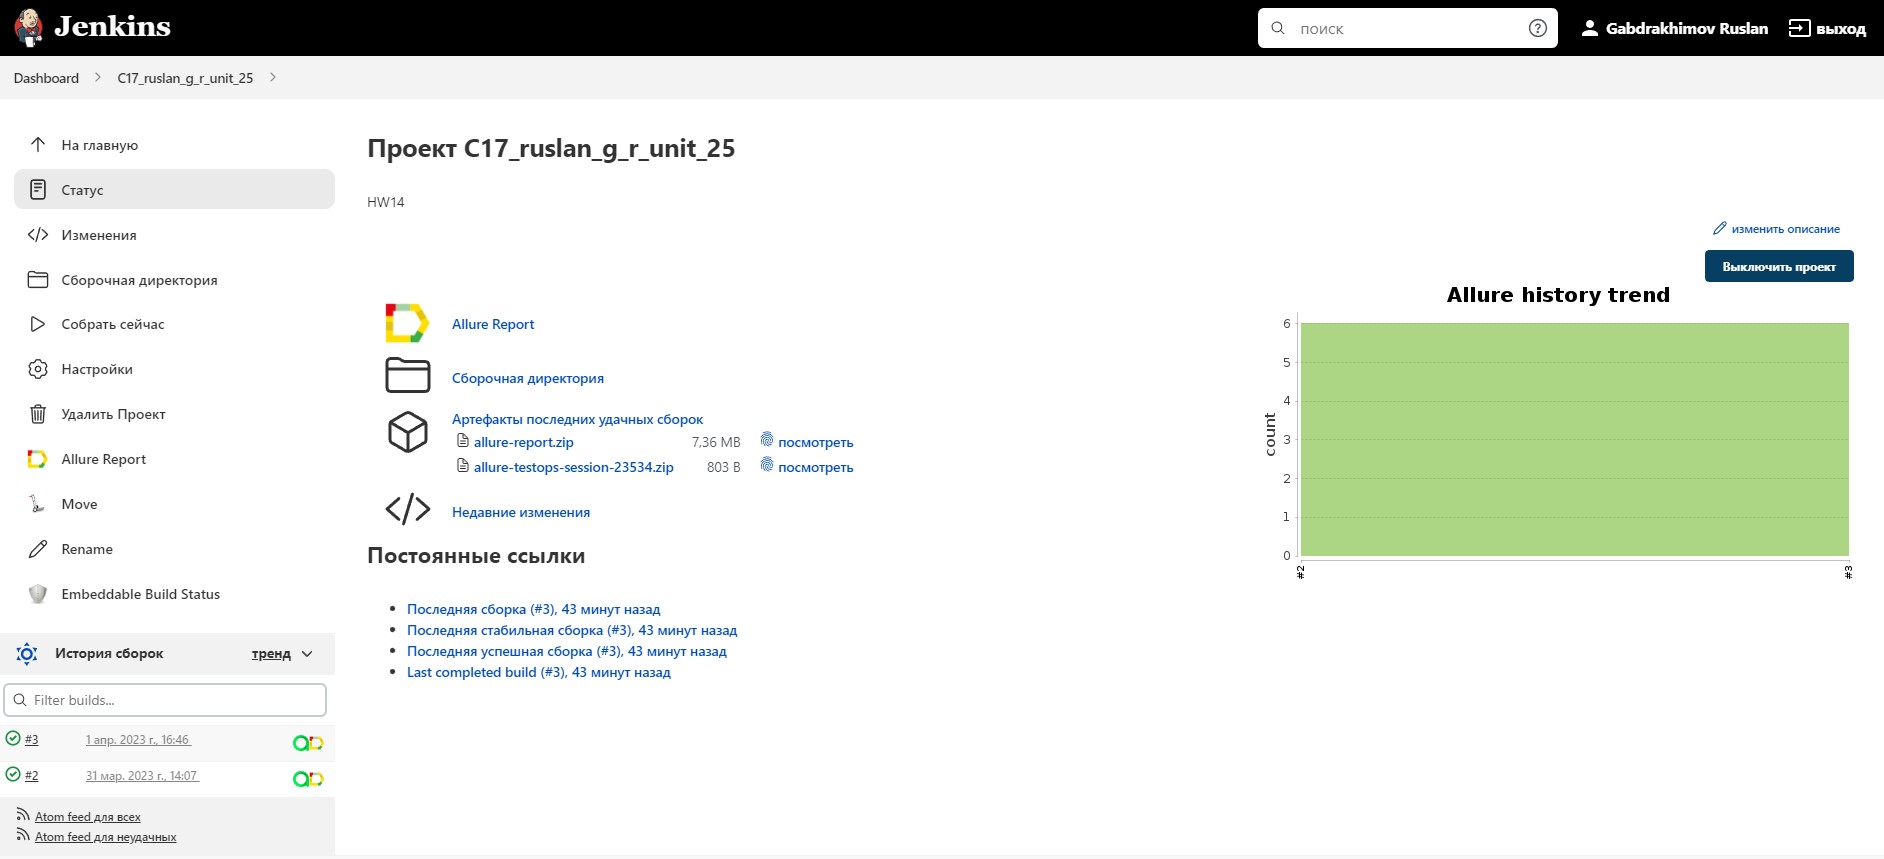 Jenkins
поиск
Gabdrakhimov Ruslan
выход
Dashboard
C17_ruslan_g_r_unit_25
На главную
Статус
Изменения
Сборочная директория
Собрать сейчас
Настройки
Удалить Проект
Allure Report
Move
Rename
Embeddable Build Status
История сборок
тренд
Filter builds...
#3
1 апр. 2023 г., 16:46
#2
31 мар. 2023 г., 14:07
Atom feed для всех
Atom feed для неудачных
Проект C17_ruslan_g_r_unit_25
HW14
изменить описание
Выключить проект
Allure Report
Сборочная директория
Артефакты последних удачных сборок
allure-report.zip 7,36 MB посмотреть
allure-testops-session-23534.zip 803 B посмотреть
Недавние изменения
Постоянные ссылки
Последняя сборка (#3), 43 минут назад
Последняя стабильная сборка (#3), 43 минут назад
Последняя успешная сборка (#3), 43 минут назад
Last completed build (#3), 43 минут назад
Allure history trend
count
6
5
4
3
2
1
0
#2
#3